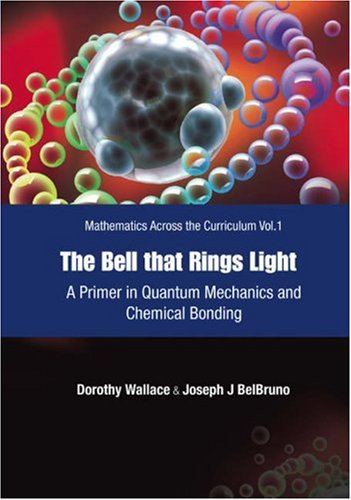 Mathematics Across the Curriculum Vol.1
The Bell that Rings Light
A Primer in Quantum Mechanics and
Chemical Bonding
Dorothy Wallace & Joseph J BelBruno